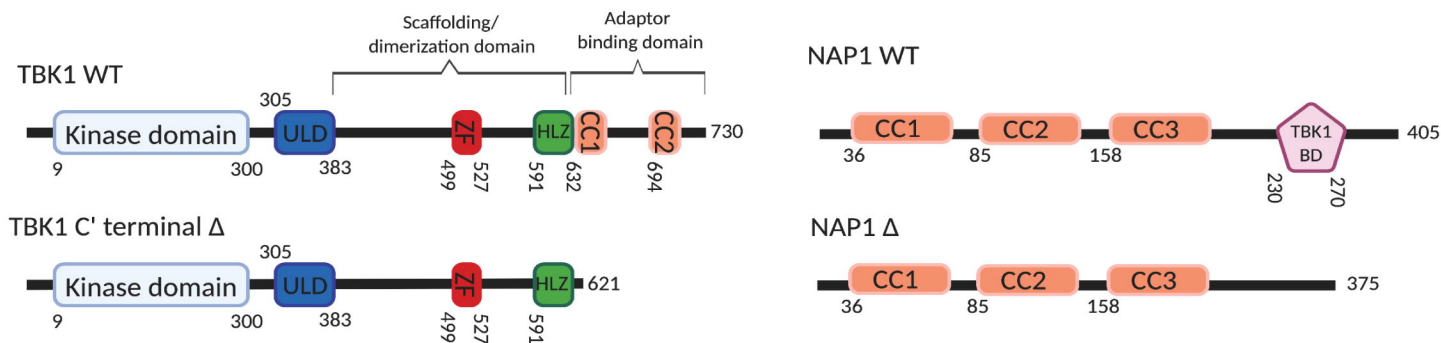 Scaffolding/
dimerization domain
Adaptor
binding domain
TBK1 WT
305
Kinase domain
ULD
ZF
HLZ
CC1
CC2
730
9
300
383
499
527
591
632
694
TBK1 C' terminal Δ
305
Kinase domain
ULD
ZF
HLZ
621
9
300
383
499
527
591
NAP1 WT
CC1
CC2
CC3
TBK1
BD
405
36
85
158
230
270
NAP1 Δ
CC1
CC2
CC3
375
36
85
158